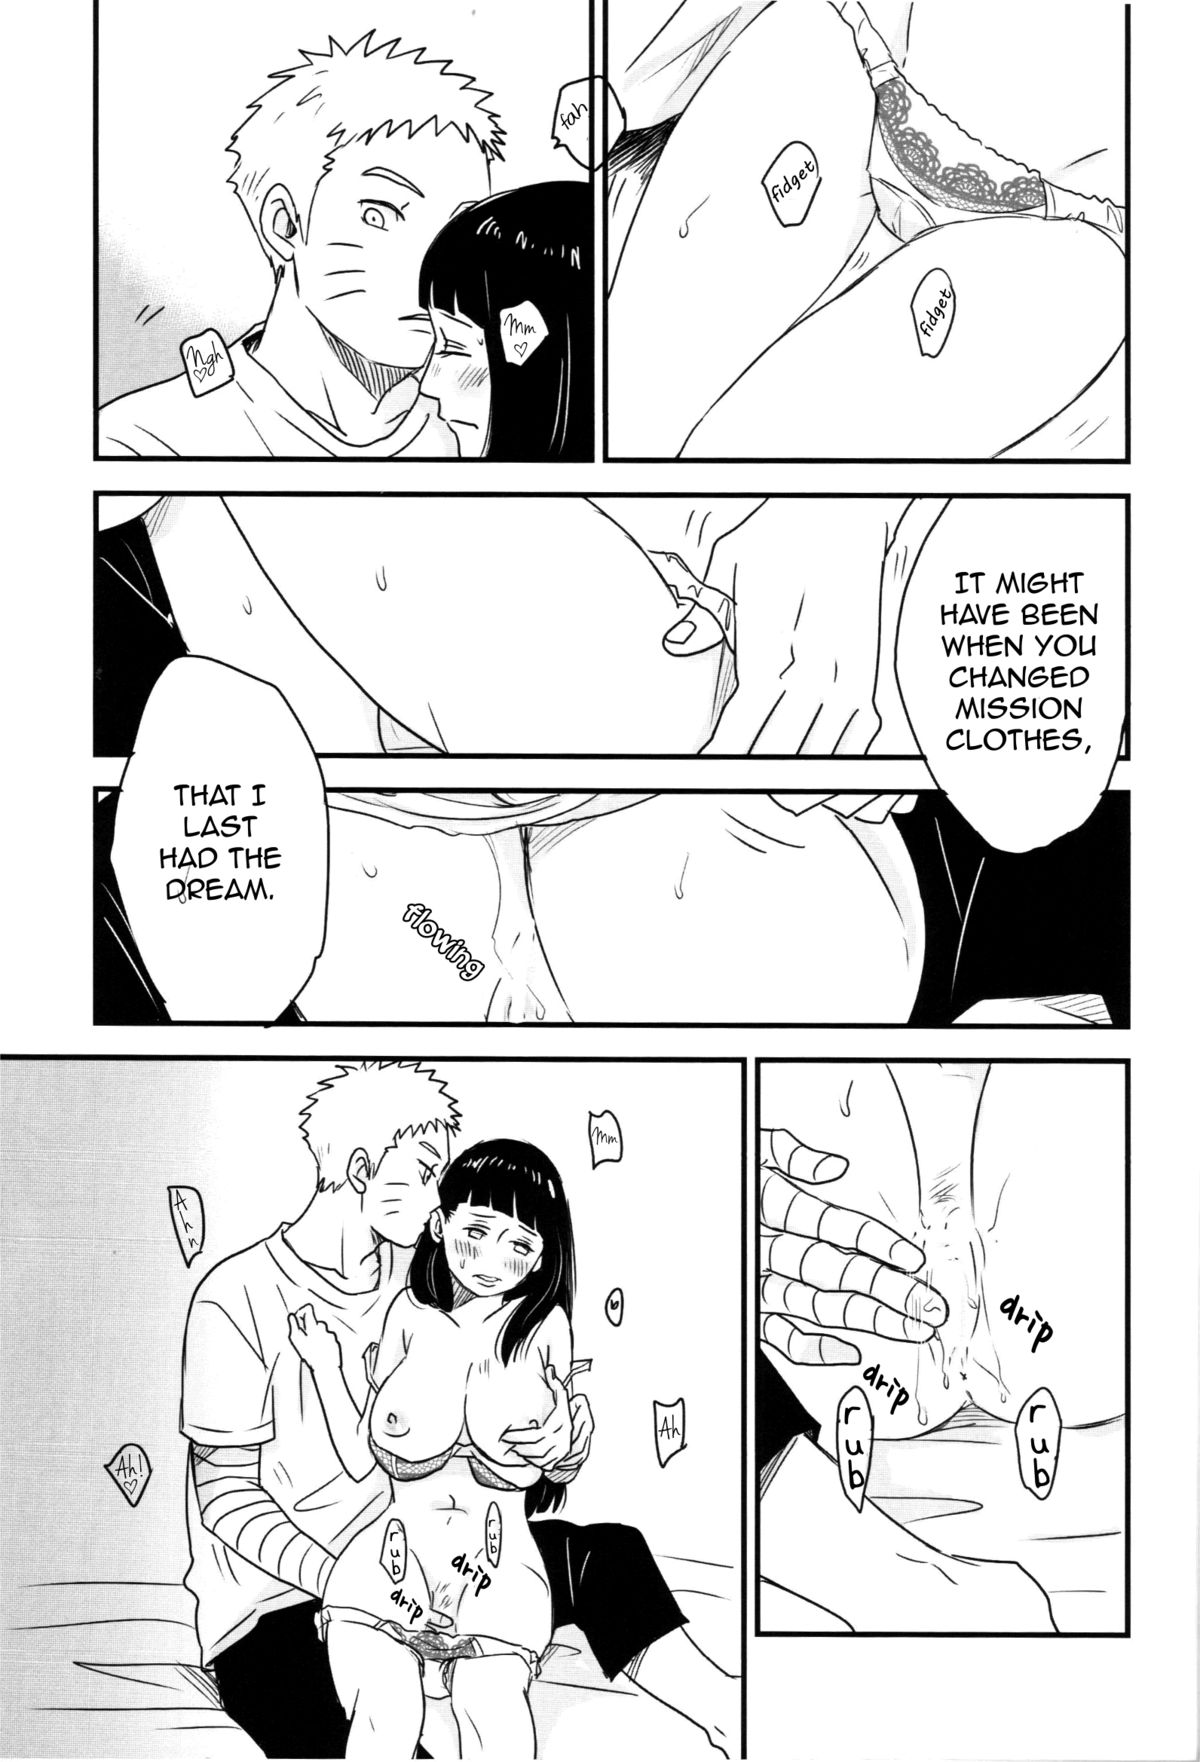 fidget
fidget
fah
Mm ♡
Ngh ♡
IT MIGHT
HAVE BEEN
WHEN YOU
CHANGED
MISSION
CLOTHES,
THAT I
LAST
HAD THE
DREAM.
flowing
drip
drip
rub
rub
Mm
Ahn
Ah
Ah! ♡
rub
rub
drip
drip